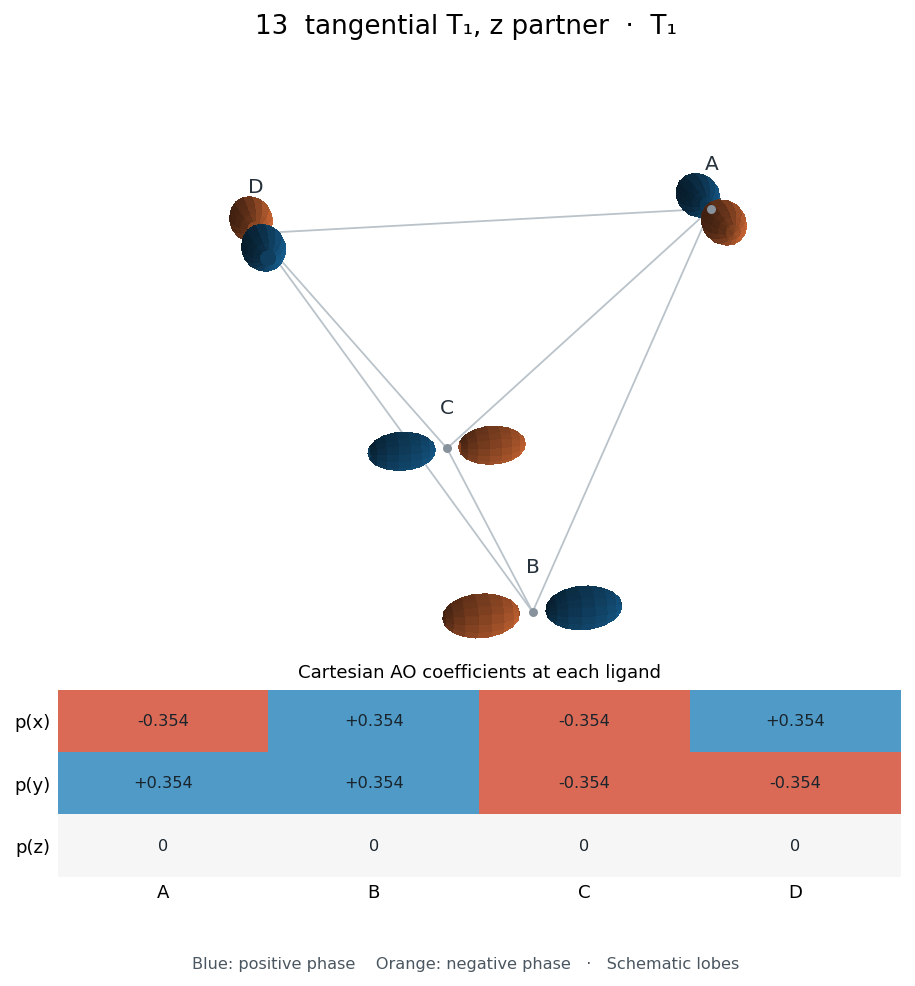 13  tangential T₁, z partner  ·  T₁
A
D
C
B
Cartesian AO coefficients at each ligand
p(x) -0.354 +0.354 -0.354 +0.354
p(y) +0.354 +0.354 -0.354 -0.354
p(z) 0 0 0 0
A B C D
Blue: positive phase    Orange: negative phase   ·   Schematic lobes